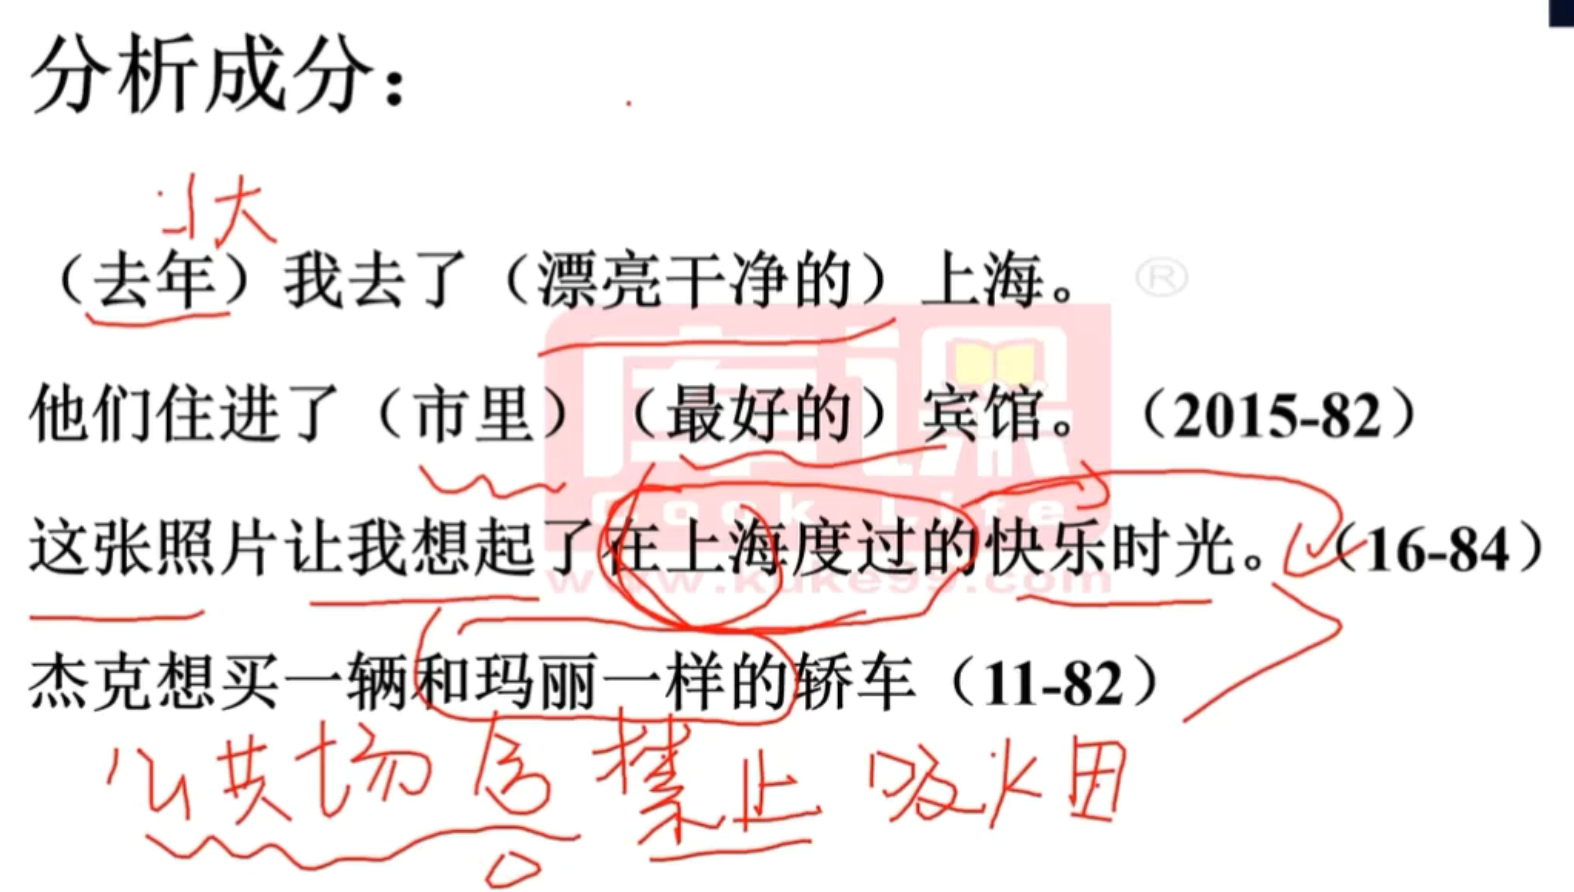 分析成分：
状
（去年）我去了（漂亮干净的）上海。®
他们住进了（市里）（最好的）宾馆。（2015-82）
库课
Cook Life
这张照片让我想起了在上海度过的快乐时光。（16-84）
www.kuke99.com
杰克想买一辆和玛丽一样的轿车（11-82）
公共场合禁止吸烟